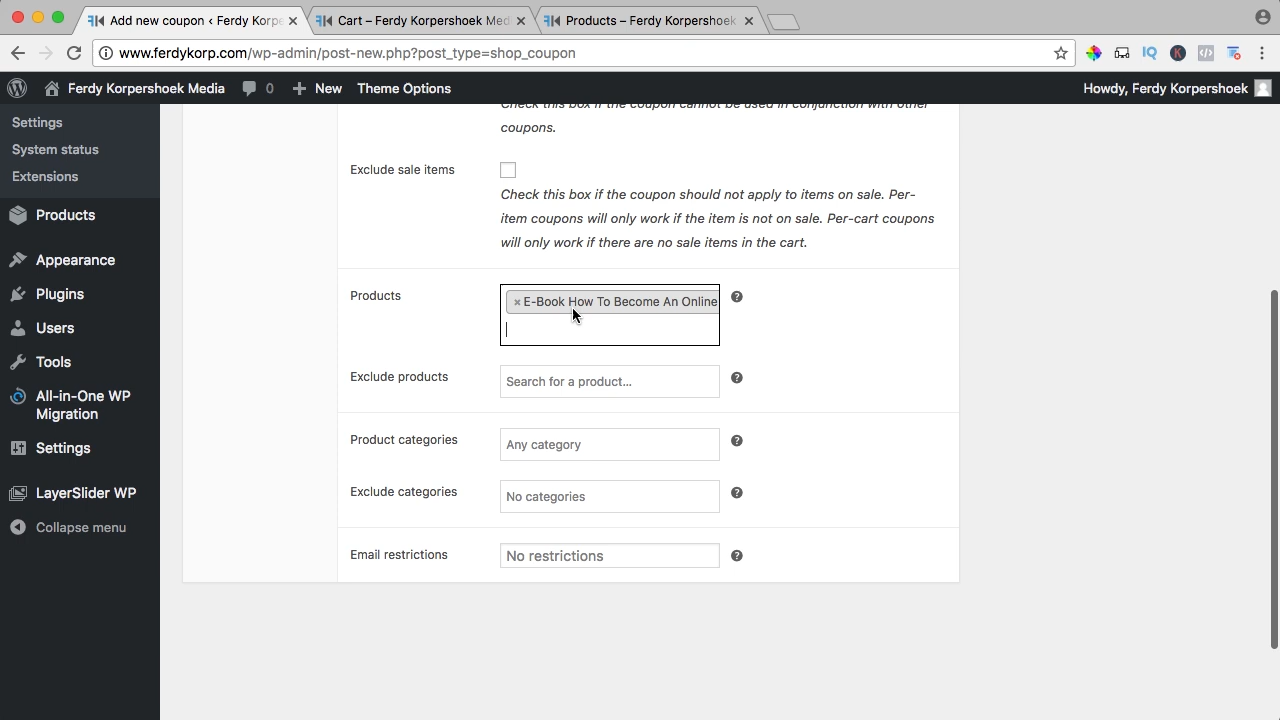 Add new coupon ‹ Ferdy Korpe
Cart – Ferdy Korpershoek Med
Products – Ferdy Korpershoek
www.ferdykorp.com/wp-admin/post-new.php?post_type=shop_coupon
Ferdy Korpershoek Media 0 New Theme Options Howdy, Ferdy Korpershoek
Settings
System status
Extensions
Products
Appearance
Plugins
Users
Tools
All-in-One WP
Migration
Settings
LayerSlider WP
Collapse menu
Check this box if the coupon cannot be used in conjunction with other
coupons.
Exclude sale items
Check this box if the coupon should not apply to items on sale. Per-
item coupons will only work if the item is not on sale. Per-cart coupons
will only work if there are no sale items in the cart.
Products
× E-Book How To Become An Online
Exclude products
Search for a product...
Product categories
Any category
Exclude categories
No categories
Email restrictions
No restrictions